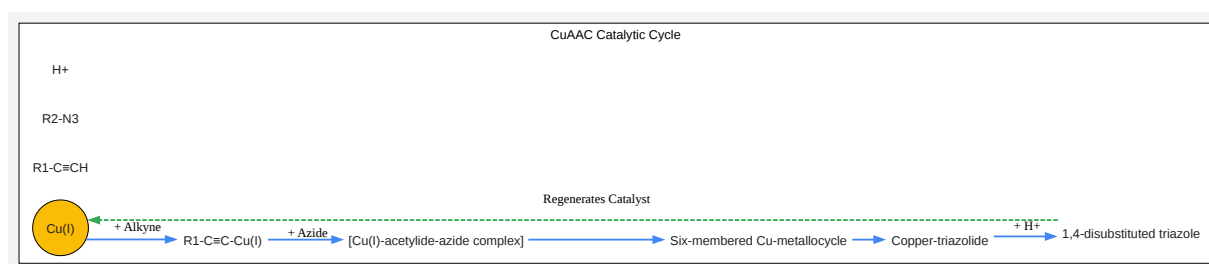 CuAAC Catalytic Cycle
H+
R2-N3
R1-C≡CH
Regenerates Catalyst
Cu(I)
+ Alkyne
R1-C≡C-Cu(I)
+ Azide
[Cu(I)-acetylide-azide complex]
Six-membered Cu-metallocycle
Copper-triazolide
+ H+
1,4-disubstituted triazole